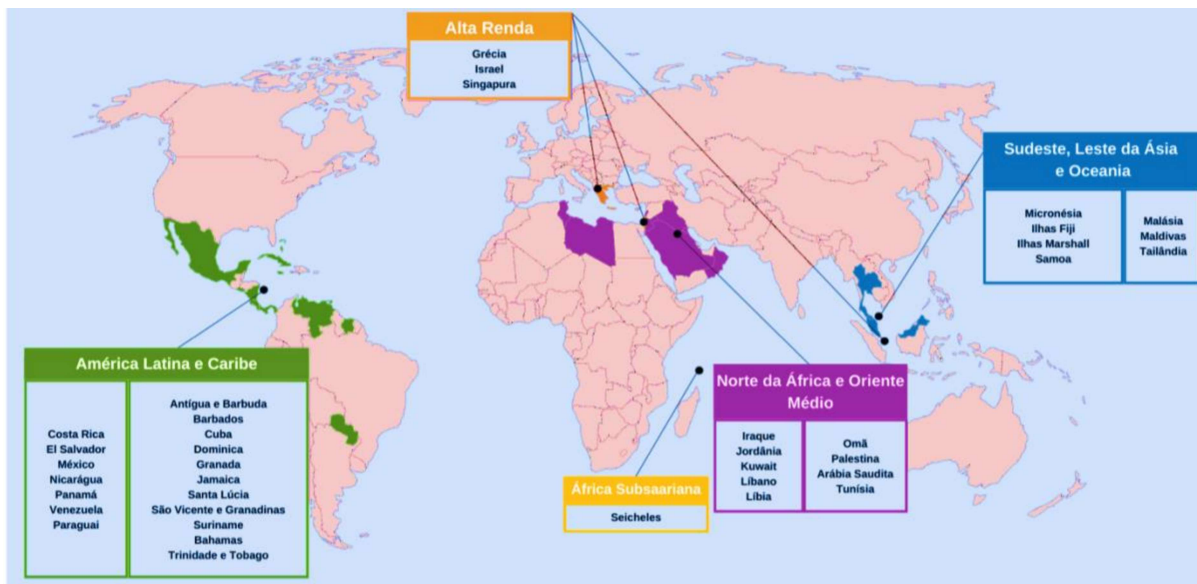 Alta Renda
Grécia
Israel
Singapura
Sudeste, Leste da Ásia
e Oceania
Micronésia
Ilhas Fiji
Ilhas Marshall
Samoa
Malásia
Maldivas
Tailândia
América Latina e Caribe
Costa Rica
El Salvador
México
Nicarágua
Panamá
Venezuela
Paraguai
Antígua e Barbuda
Barbados
Cuba
Dominica
Granada
Jamaica
Santa Lúcia
São Vicente e Granadinas
Suriname
Bahamas
Trinidade e Tobago
África Subsaariana
Seicheles
Norte da África e Oriente
Médio
Iraque
Jordânia
Kuwait
Líbano
Líbia
Omã
Palestina
Arábia Saudita
Tunísia